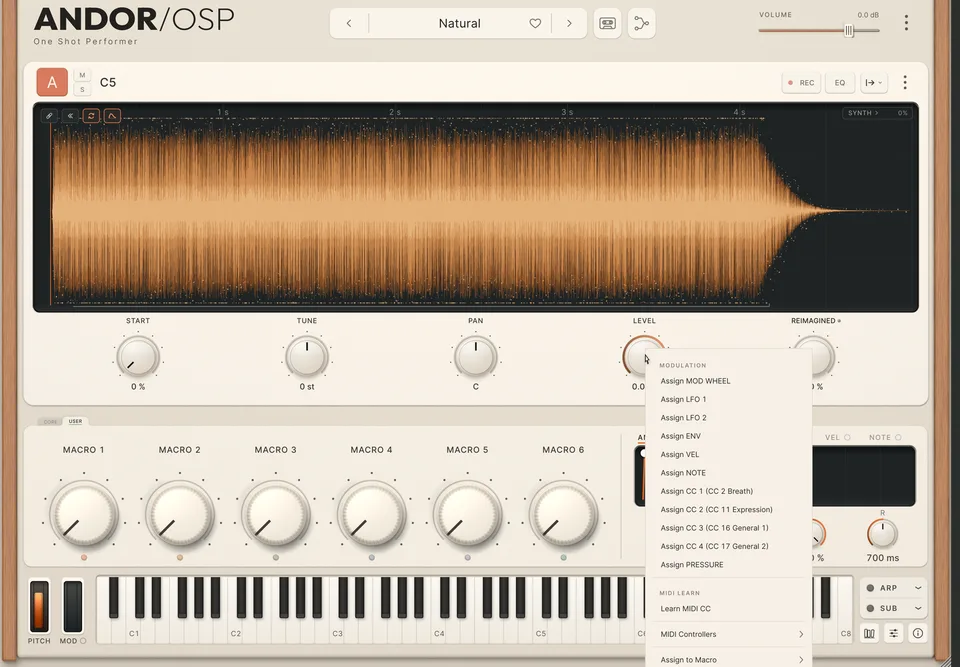 ANDOR/OSP
One Shot Performer
Natural
VOLUME 0.0 dB
A
M
S
C5
REC
EQ
1 s 2 s 3 s 4 s
SYNTH > 0%
START TUNE PAN LEVEL REIMAGINED
0 % 0 st C 0.0 0 %
MODULATION
Assign MOD WHEEL
Assign LFO 1
Assign LFO 2
Assign ENV
Assign VEL
Assign NOTE
Assign CC 1 (CC 2 Breath)
Assign CC 2 (CC 11 Expression)
Assign CC 3 (CC 16 General 1)
Assign CC 4 (CC 17 General 2)
Assign PRESSURE
MIDI LEARN
Learn MIDI CC
MIDI Controllers
Assign to Macro
CORE USER
MACRO 1 MACRO 2 MACRO 3 MACRO 4 MACRO 5 MACRO 6
VEL NOTE
R
% 700 ms
PITCH MOD
C1 C2 C3 C4 C5 C8
ARP
SUB